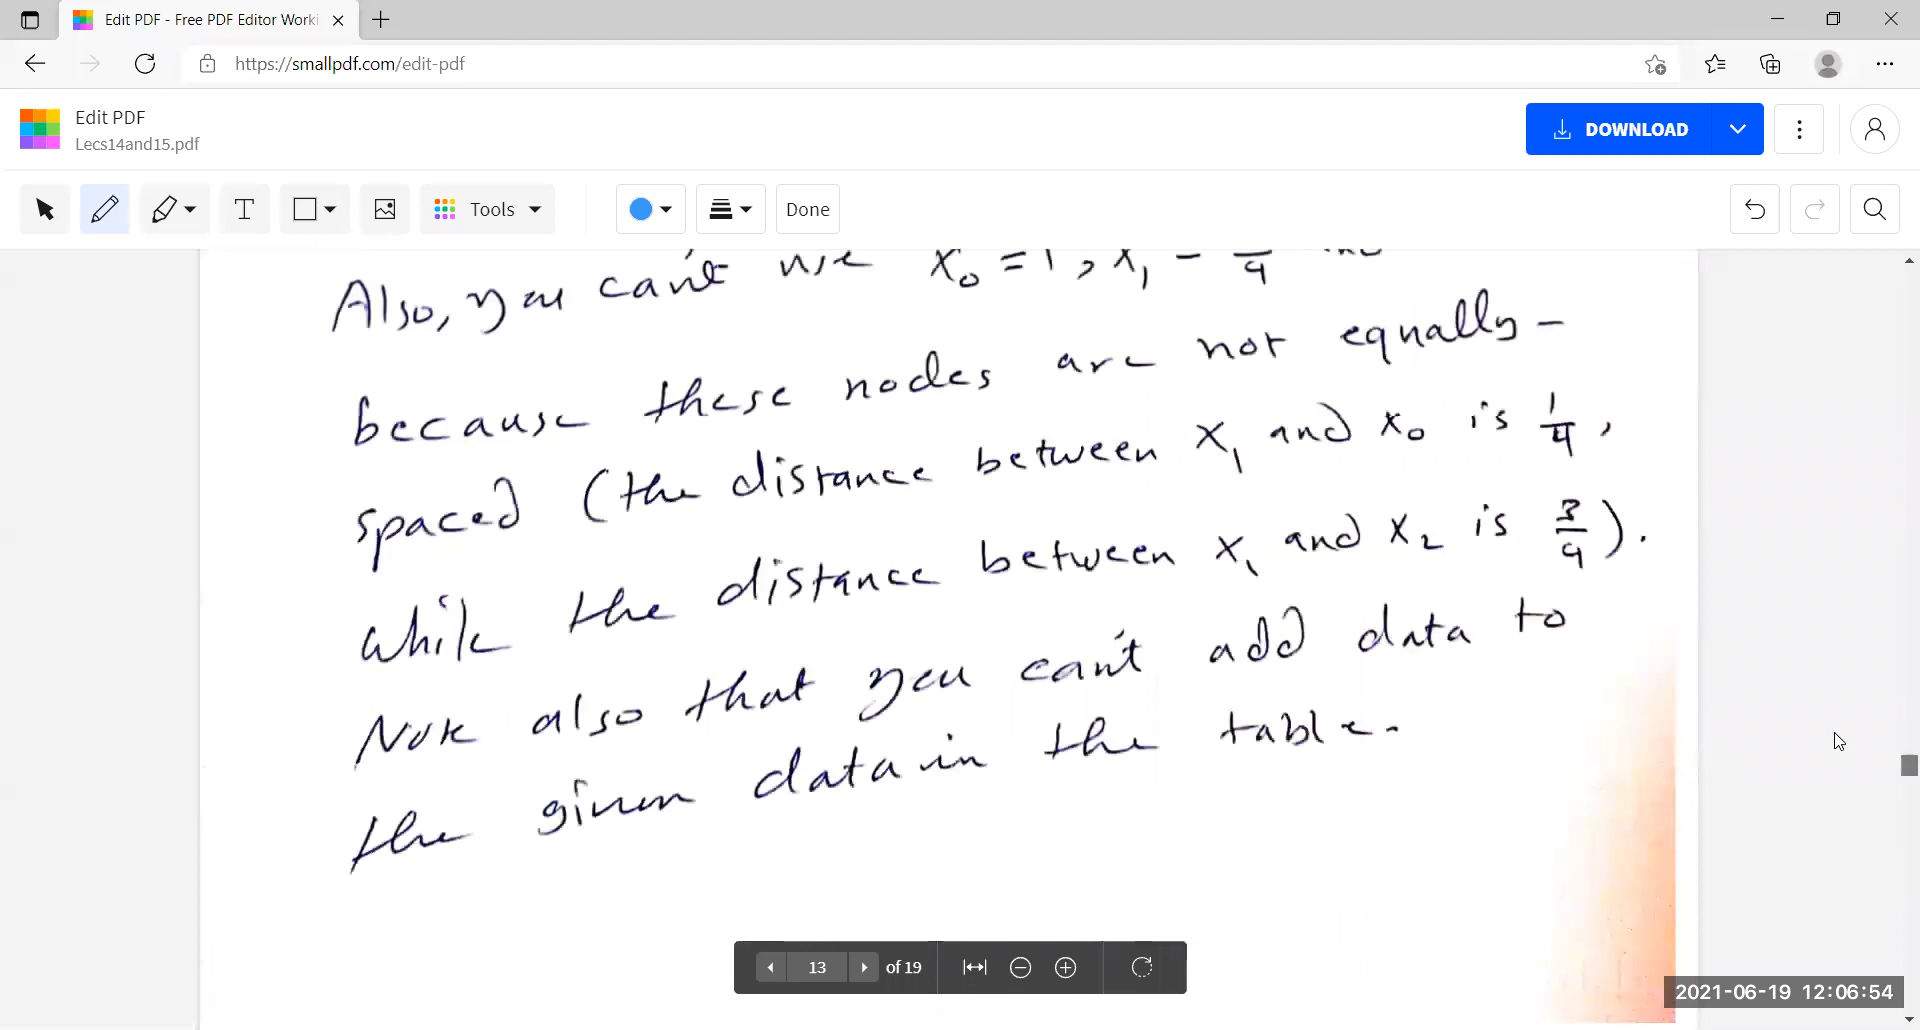 Edit PDF - Free PDF Editor Worki
https://smallpdf.com/edit-pdf
Edit PDF
Lecs14and15.pdf
DOWNLOAD
T
Tools
Done
Also, you can't use x₀ = 1, x₁ -
because these nodes are not equally-
spaced (the distance between x₁ and x₀ is 1/4,
while the distance between x₁ and x₂ is 3/4).
Note also that you can't add data to
the given data in the table.
13 of 19
2021-06-19 12:06:54